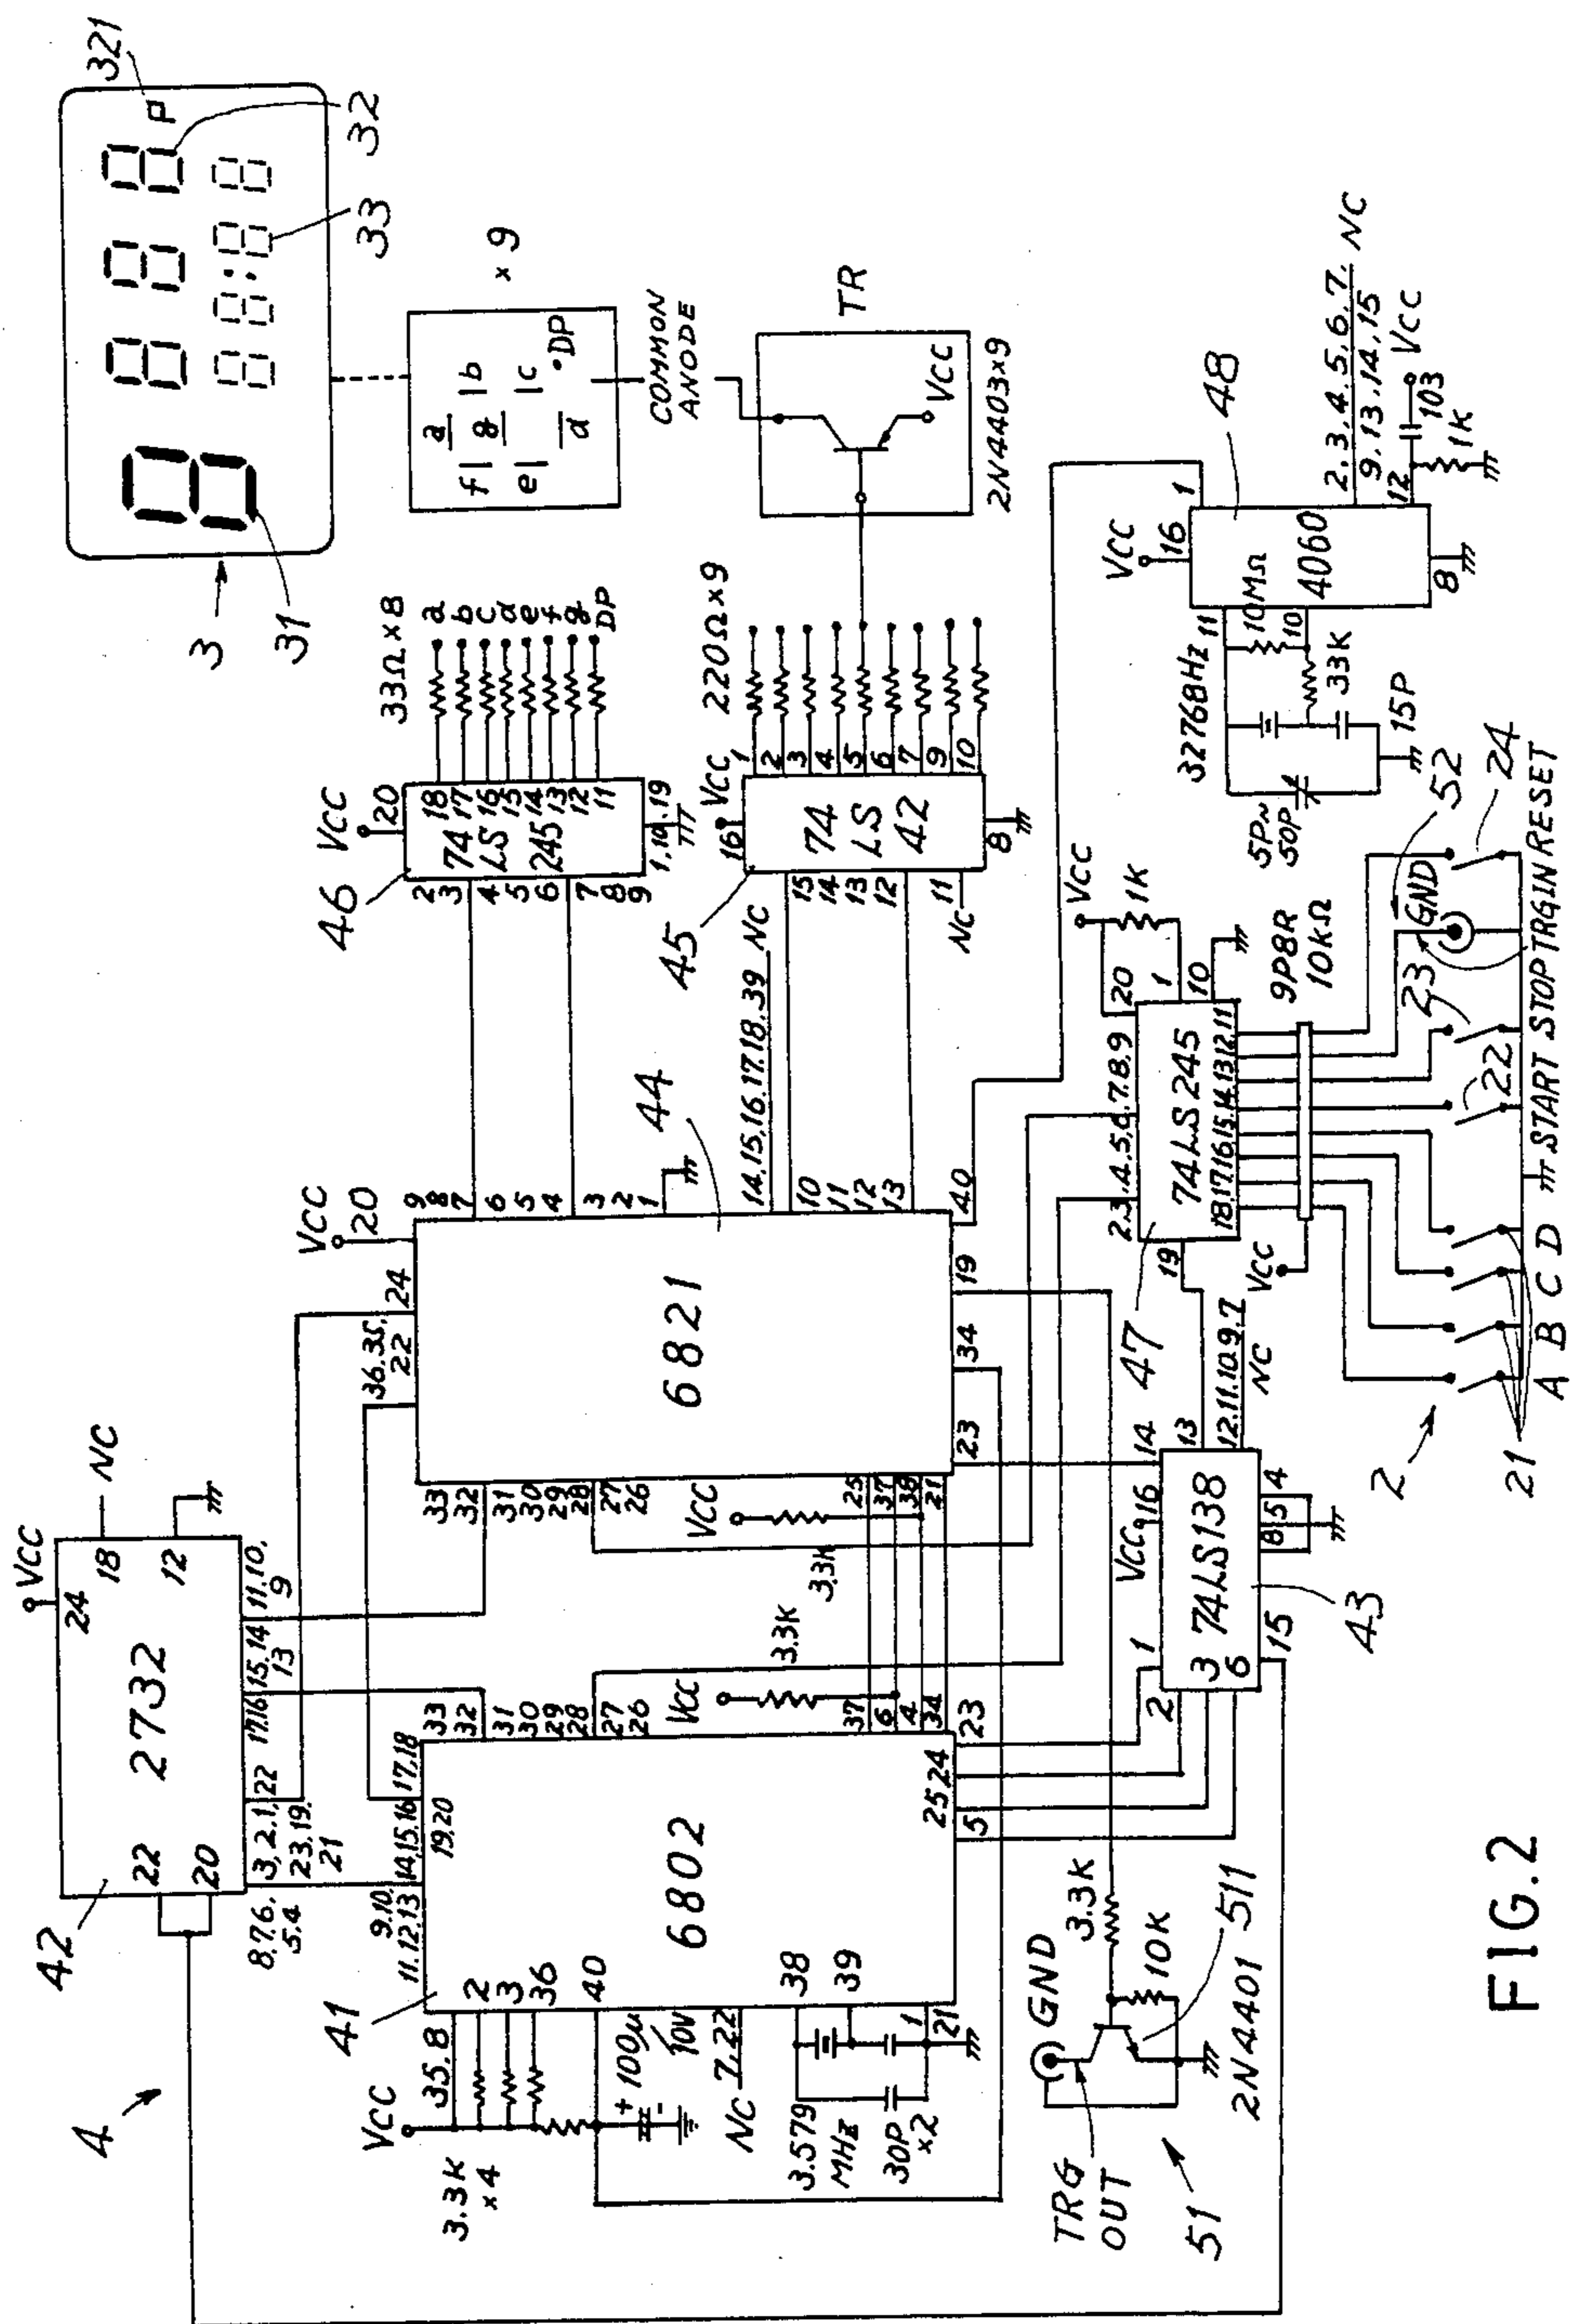 4
42
VCC
24
18
NC
12
2732
22
20
8,7,6,
5,4
3,2,1,
23,19.
21
22
17.16
15,14
13
11,10,
9
41
6802
9.10.
11.12.13
14,15.16
17.18
19,20
VCC
35.8
2
3
36
40
3.3K
×4
+
100μ
10V
-
NC 7,22
3.579
MHz
30P
×2
38
39
1
21
33
32
31
30
29
28
27
26
VCC
3.3K
37
6
4
34
23
24
25
5
36.35,
22
24
VCC
20
6821
44
33
32
31
30
29
28
27
26
VCC
3.3K
25
37
38
21
23
34
19
40
9
8
7
6
5
4
3
2
1
14,15,16.17.18.39 NC
10
11
12
13
46
VCC
20
74
LS
245
2
3
4
5
6
7
8
9
18
17
16
15
14
13
12
11
1,10,19
33Ω×8
a
b
c
d
e
f
g
DP
45
VCC
16
74
LS
42
15
14
13
12
11
NC
8
1
2
3
4
5
6
7
9
10
220Ω×9
3
31
32
321
P
33
a
f
b
g
e
c
d
DP
×9
COMMON
ANODE
TR
VCC
2N4403×9
48
VCC
16
1
4060
11
10MΩ
10
33K
32768Hz
5P~
50P
15P
8
2,3,4.5,6,7. NC
9.13.14,15
12
VCC
103
1K
47
74LS245
VCC
1K
20
1
10
2,3,.4.5,6,.7.8.9
18,17,16,15,14,13,12,11
19
9P8R
10kΩ
VCC
43
74LS138
VCC
16
1
2
3
6
15
14
13
12.11.10.9.7
NC
8
5
4
2
21
A B C D
START
STOP
TRGIN
RESET
22
23
GND
52
24
51
TRG
OUT
GND
3.3K
10K
2N4401
511
FIG.2